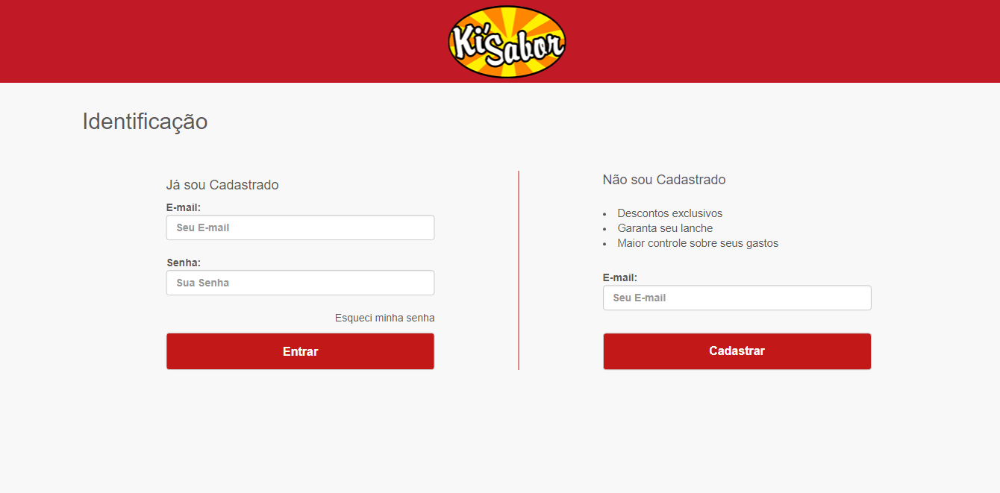 Ki'Sabor
Identificação
Já sou Cadastrado
E-mail:
Seu E-mail
Senha:
Sua Senha
Esqueci minha senha
Entrar
Não sou Cadastrado
• Descontos exclusivos
• Garanta seu lanche
• Maior controle sobre seus gastos
E-mail:
Seu E-mail
Cadastrar